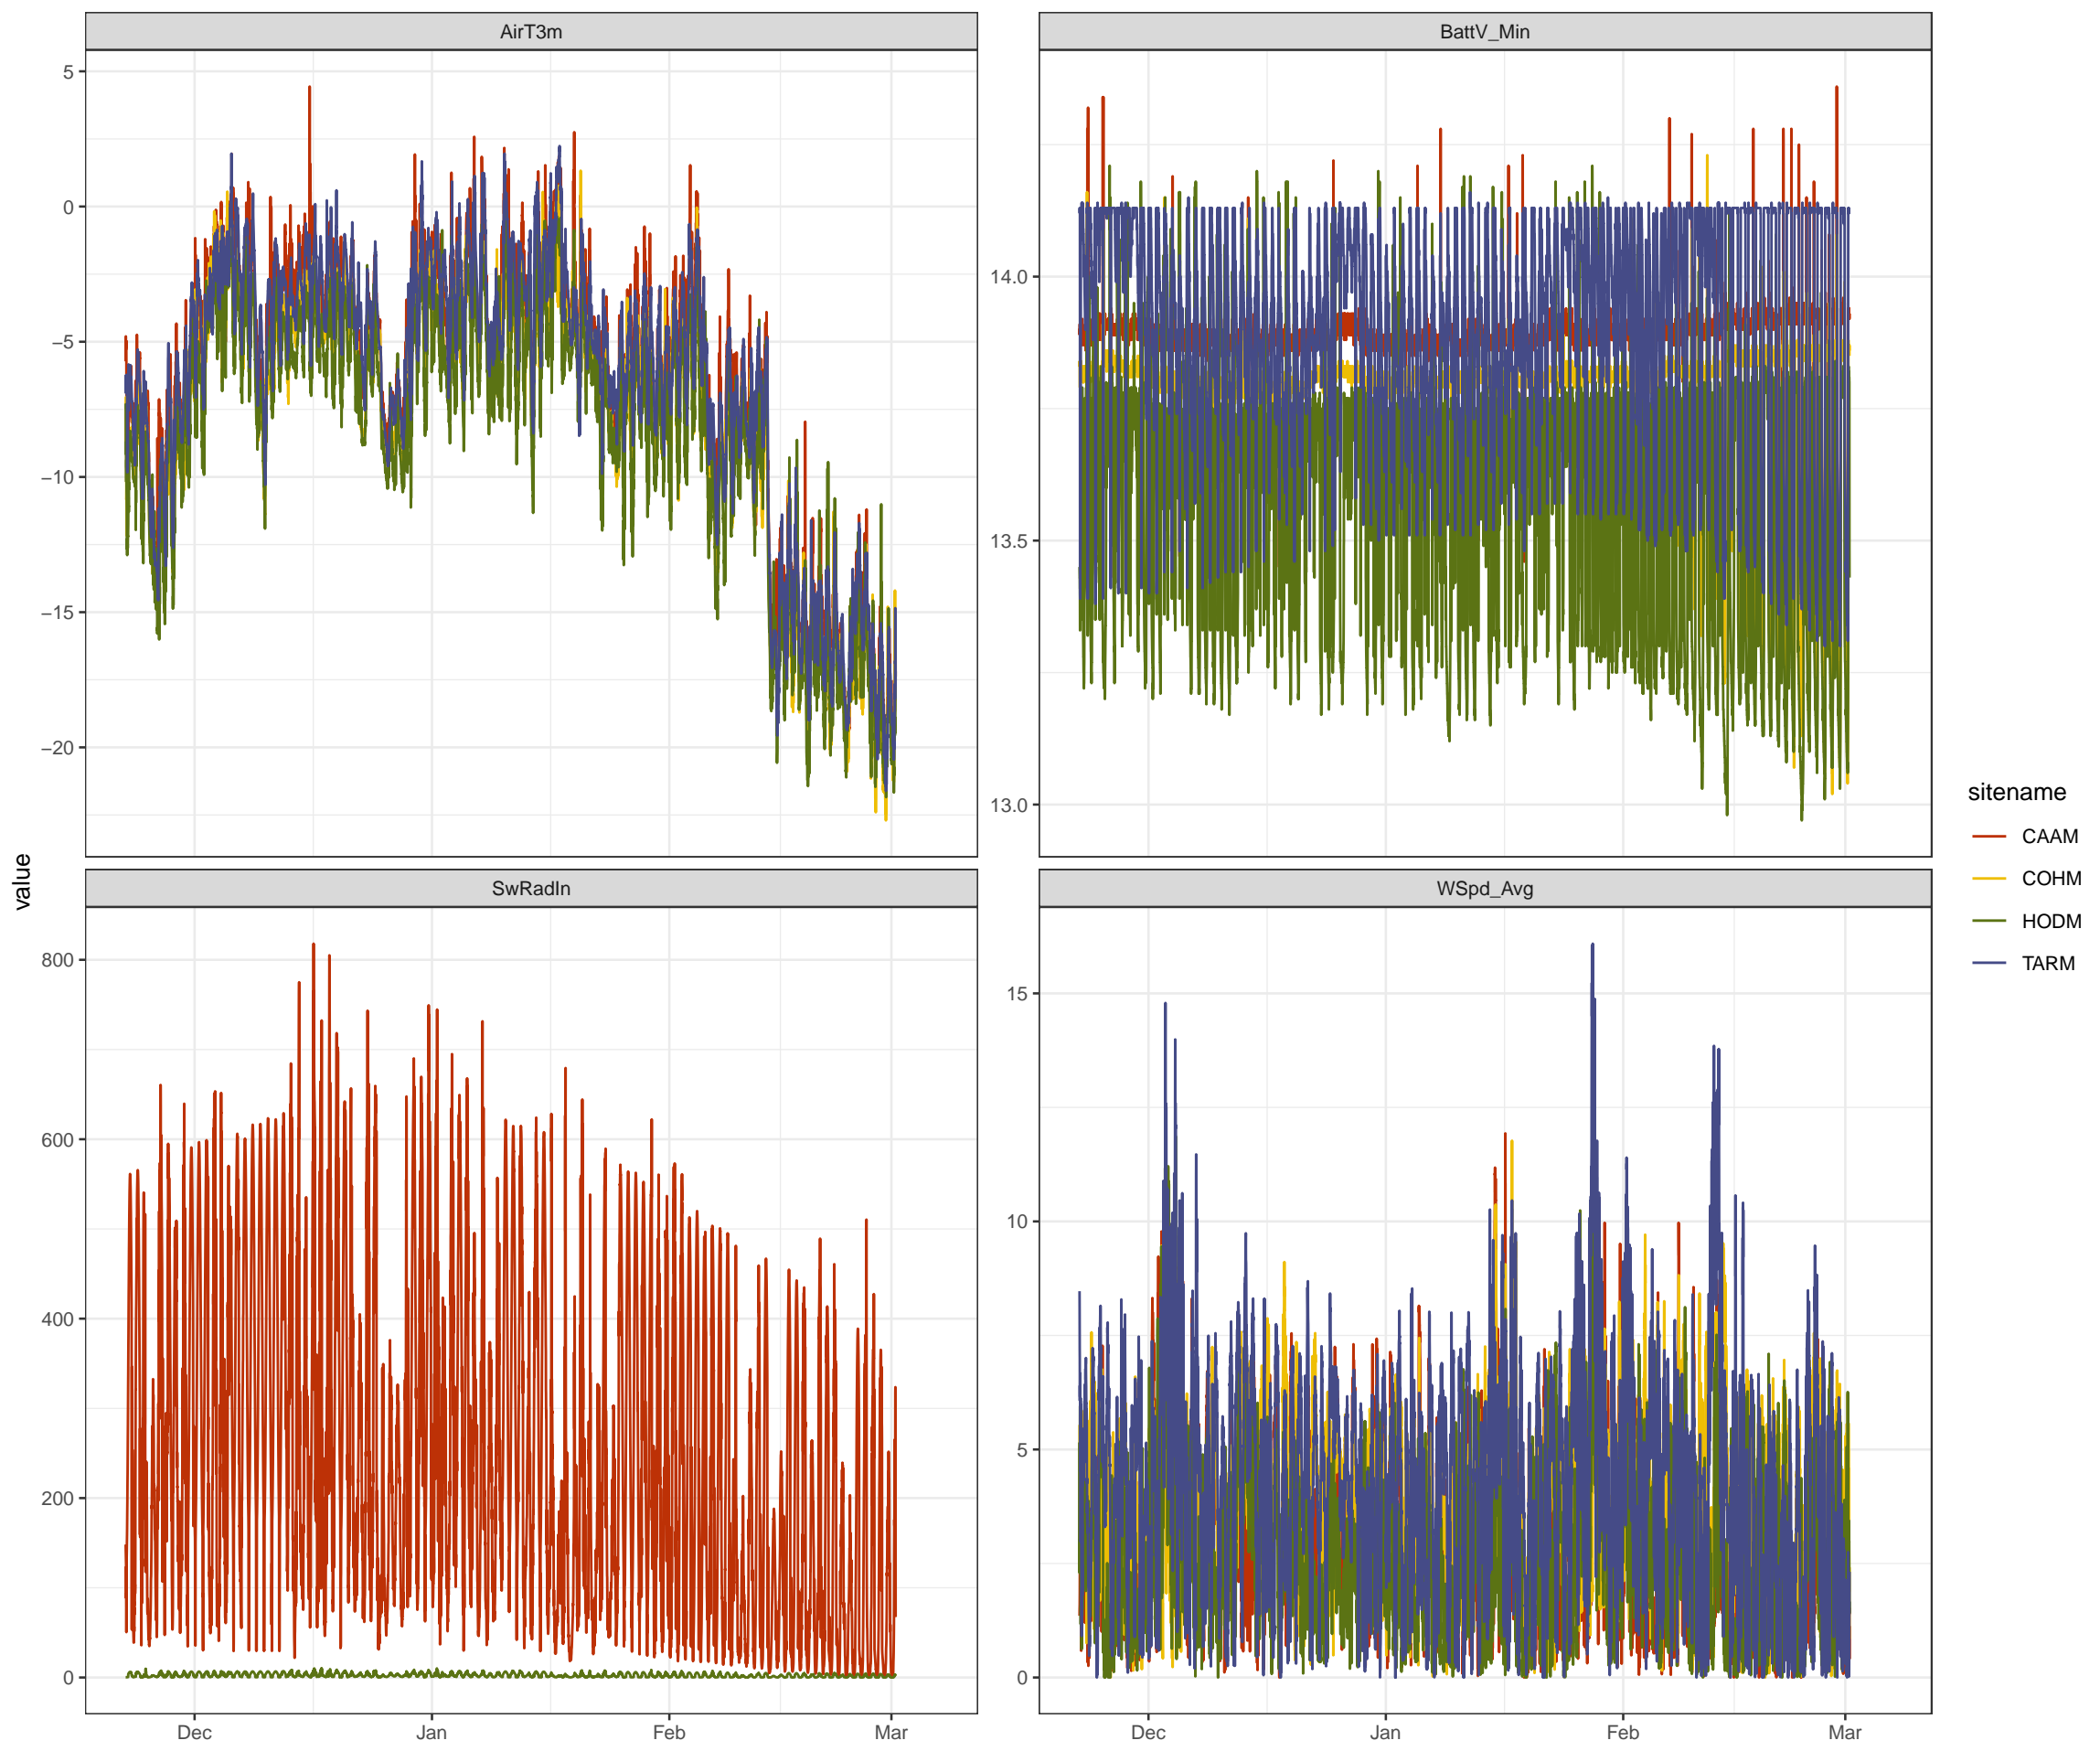 AirT3m
BattV_Min
5
0
−5
−10
−15
−20
14.0
13.5
13.0
value
SwRadIn
WSpd_Avg
800
600
400
200
0
15
10
5
0
Dec
Jan
Feb
Mar
Dec
Jan
Feb
Mar
sitename
CAAM
COHM
HODM
TARM